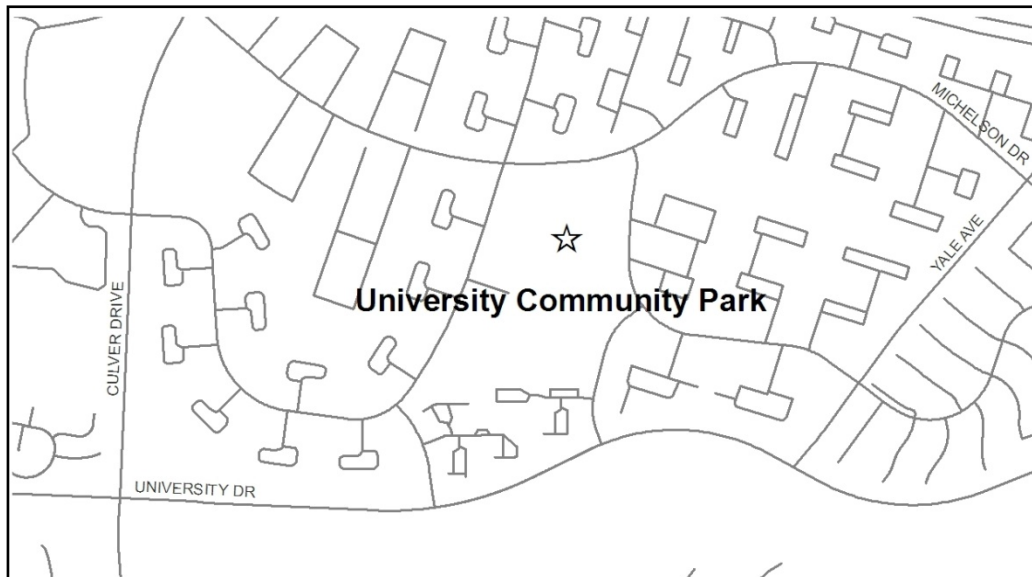 MICHELSON DR
YALE AVE
University Community Park
CULVER DRIVE
UNIVERSITY DR